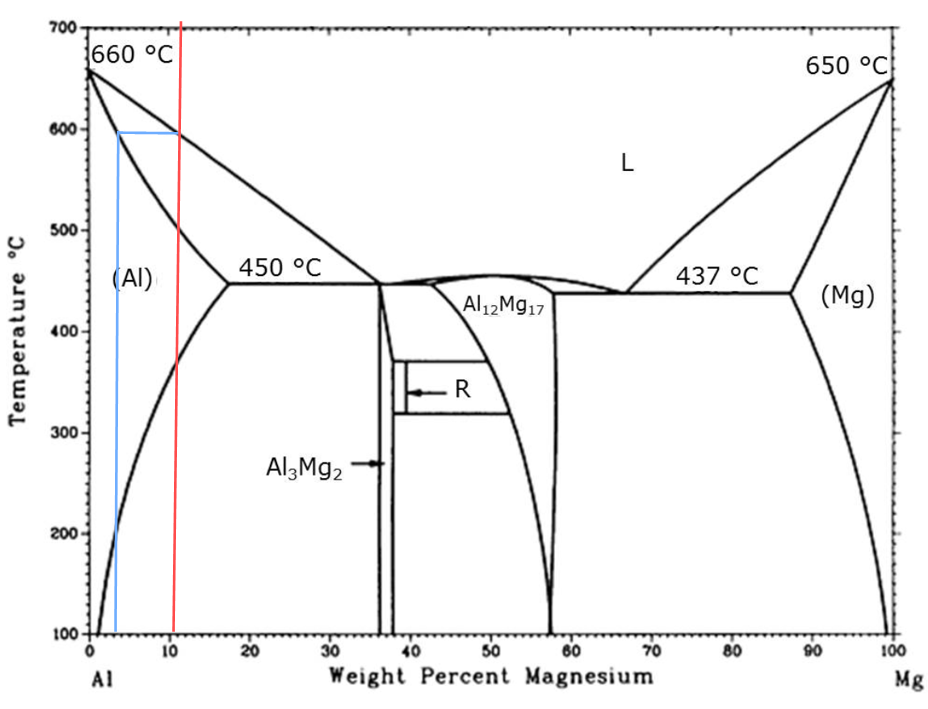 700
660 °C
650 °C
600
L
500
450 °C
437 °C
(Al)
(Mg)
Al₁₂Mg₁₇
400
R
300
Al₃Mg₂
200
100
Temperature °C
0 10 20 30 40 50 60 70 80 90 100
Al Weight Percent Magnesium Mg